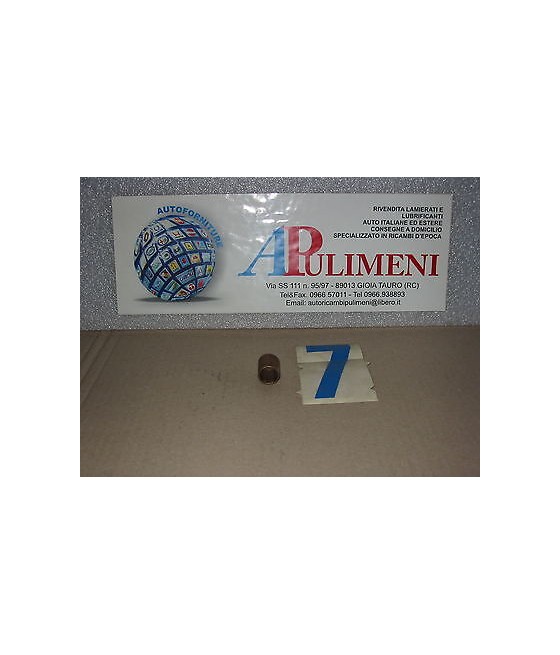 AUTOFORNITURE
RIVENDITA LAMIERATI E
LUBRIFICANTI
AUTO ITALIANE ED ESTERE
CONSEGNE A DOMICILIO
SPECIALIZZATO IN RICAMBI D'EPOCA
APULIMENI
Via SS 111 n. 95/97 - 89013 GIOIA TAURO (RC)
Tel&Fax. 0966 57011 - Tel 0966.938893
Email: autoricambipulimeni@libero.it
7